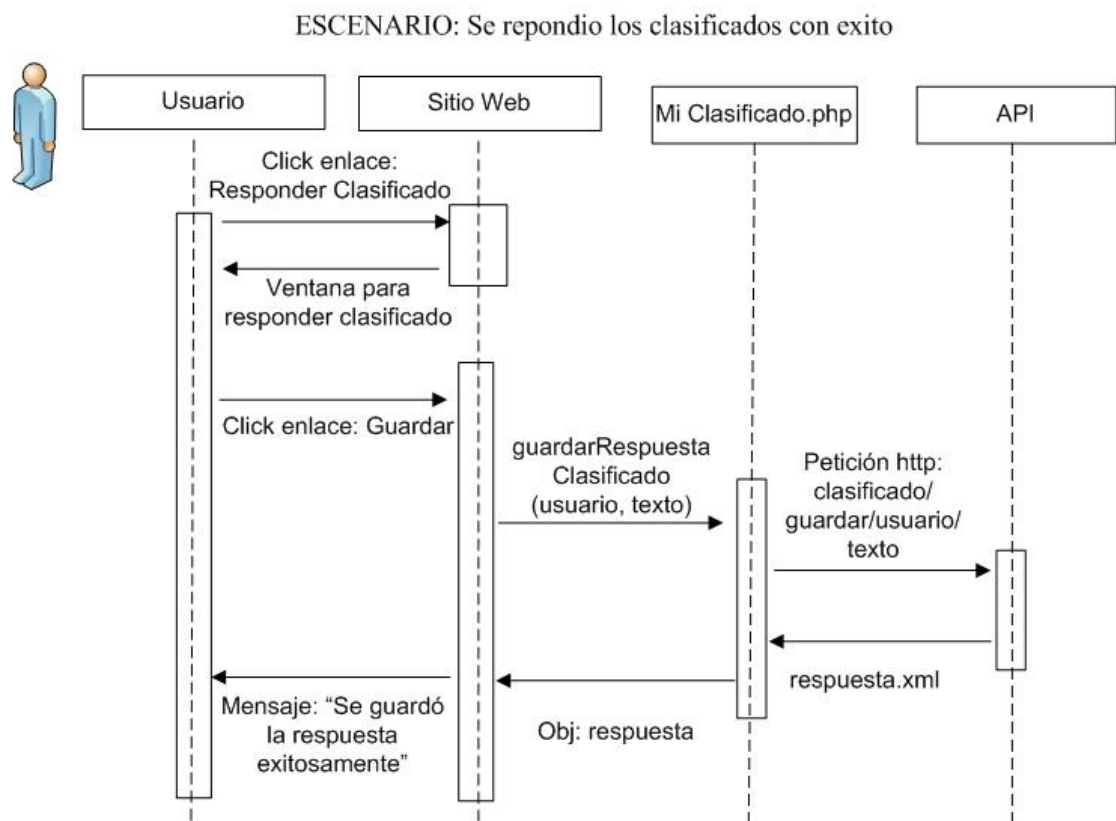 ESCENARIO: Se repondio los clasificados con exito
Usuario
Sitio Web
Mi Clasificado.php
API
Click enlace:
Responder Clasificado
Ventana para
responder clasificado
Click enlace: Guardar
guardarRespuesta
Clasificado
(usuario, texto)
Petición http:
clasificado/
guardar/usuario/
texto
respuesta.xml
Obj: respuesta
Mensaje: “Se guardó
la respuesta
exitosamente”